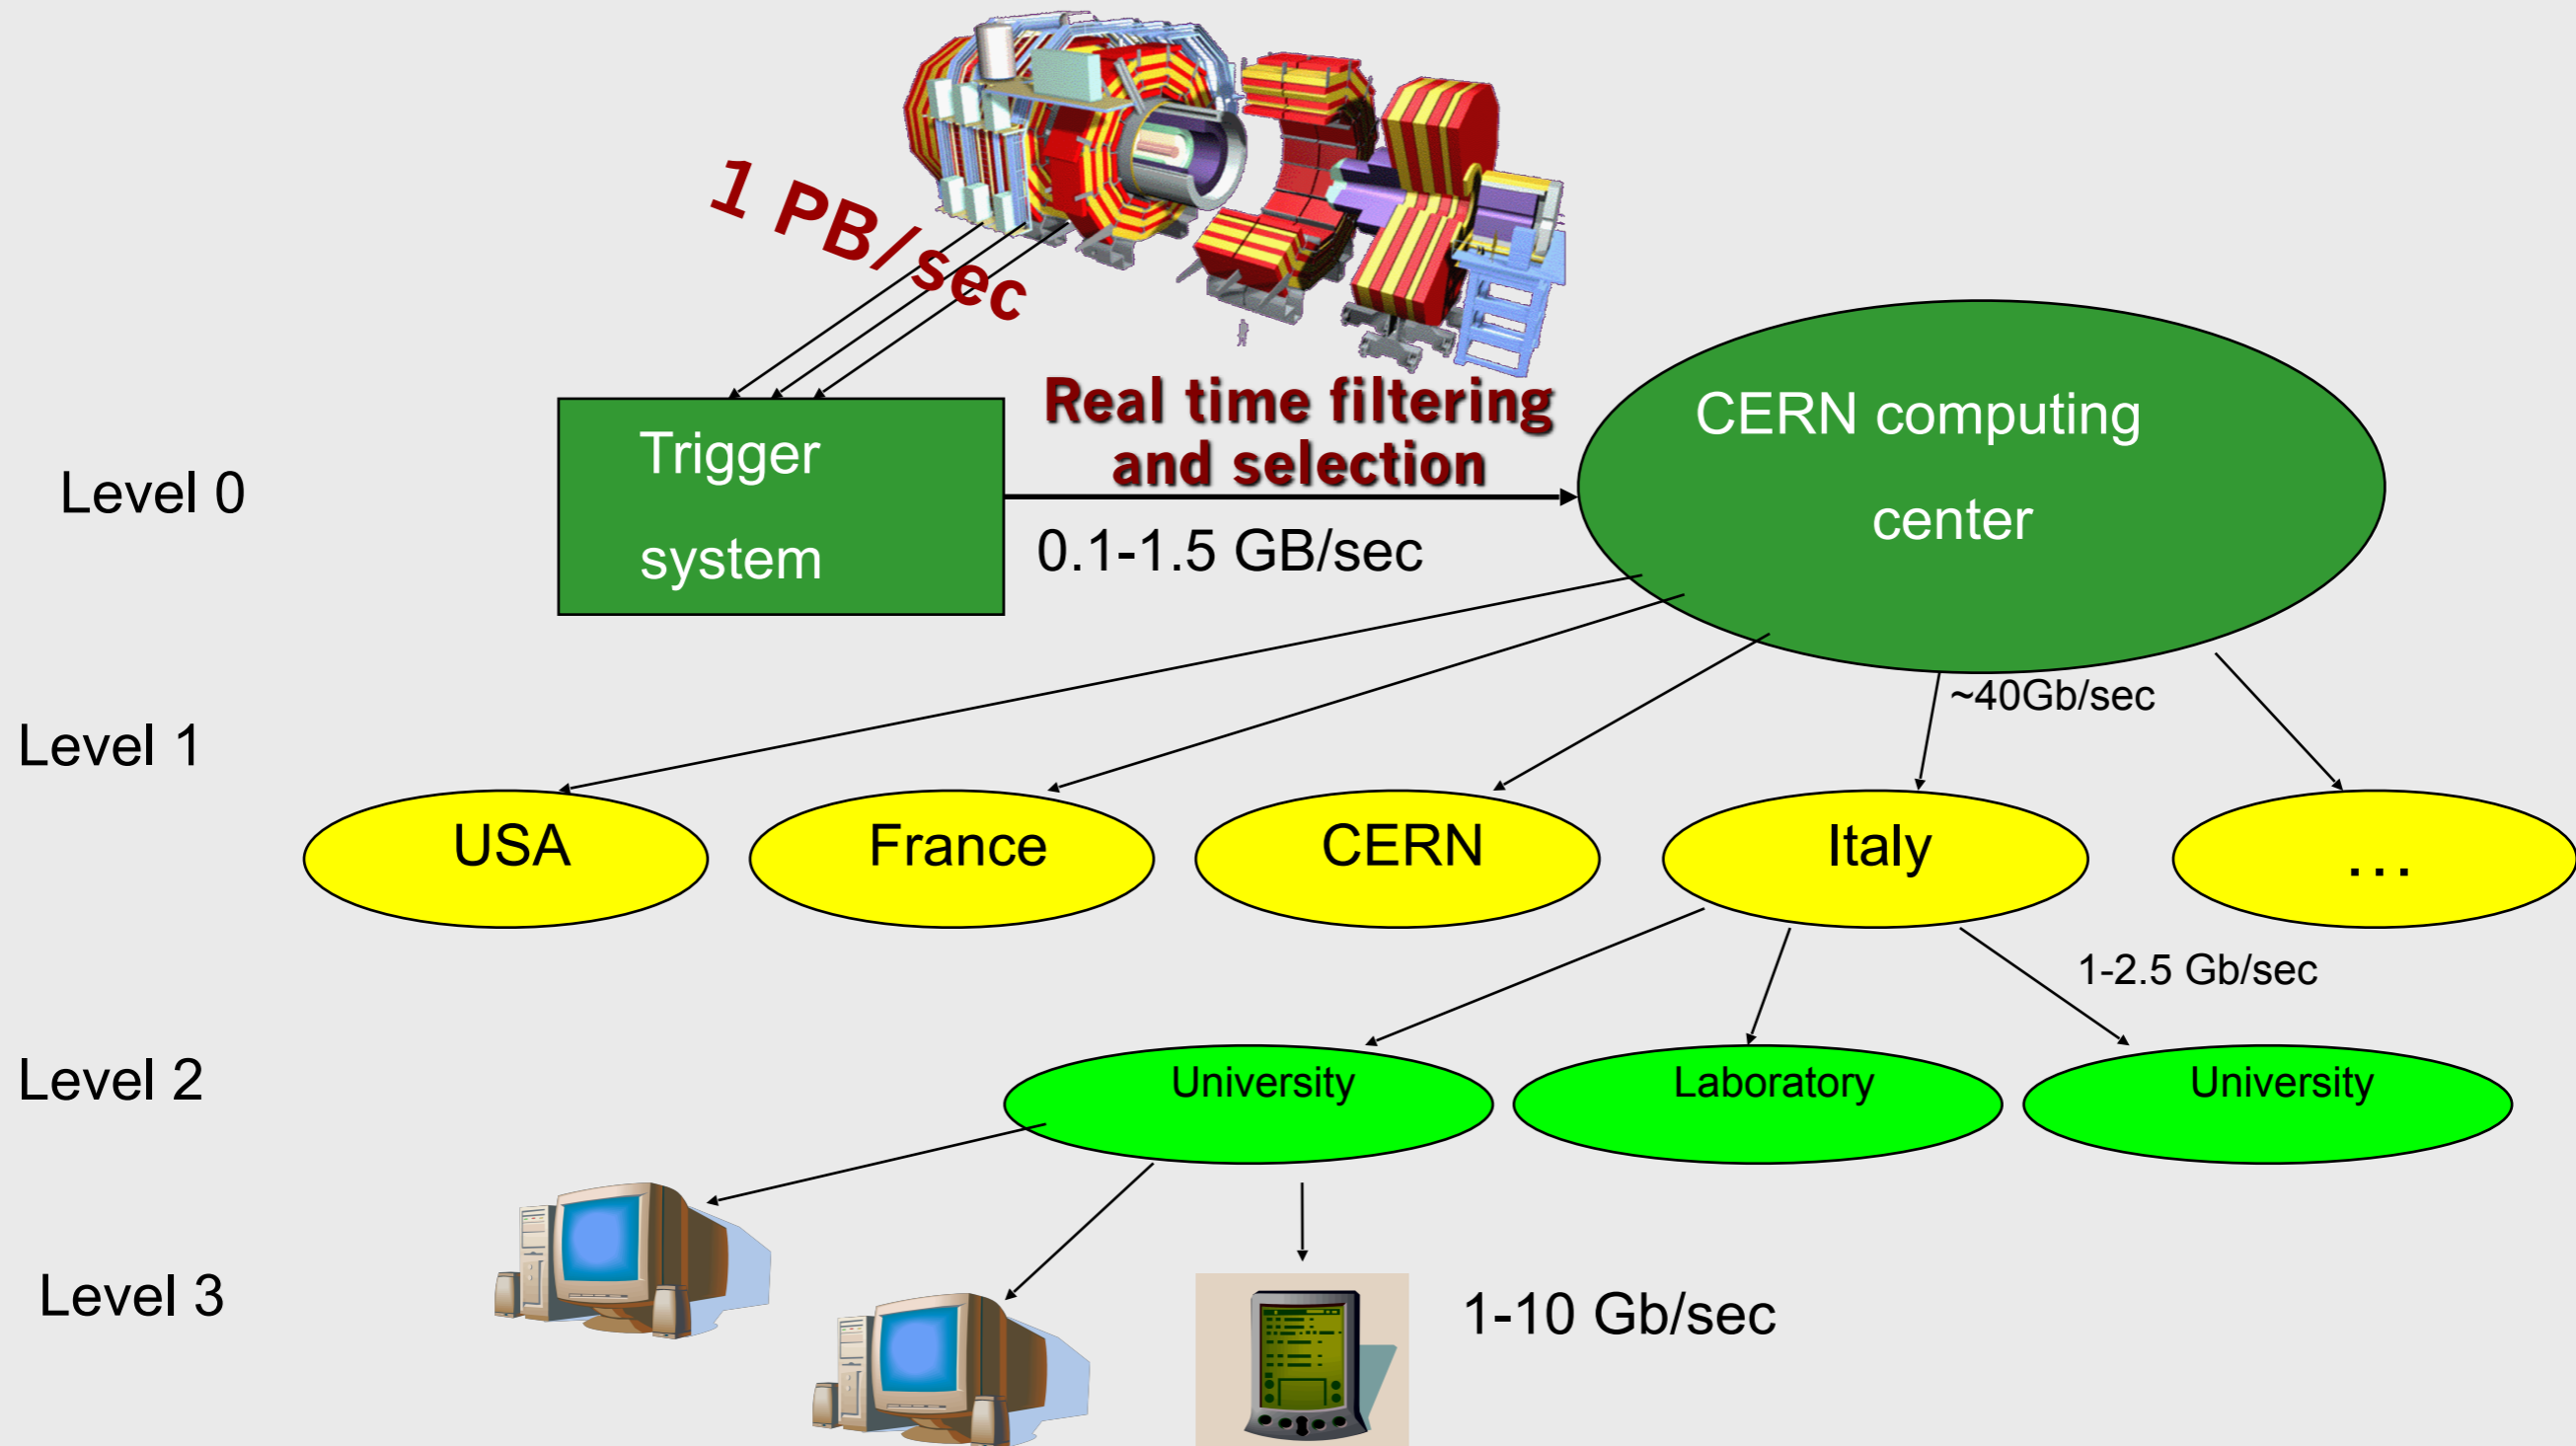 1 PB/sec
Real time filtering
and selection
Level 0
Trigger
system
0.1-1.5 GB/sec
CERN computing
center
~40Gb/sec
Level 1
USA
France
CERN
Italy
...
1-2.5 Gb/sec
Level 2
University
Laboratory
University
Level 3
1-10 Gb/sec